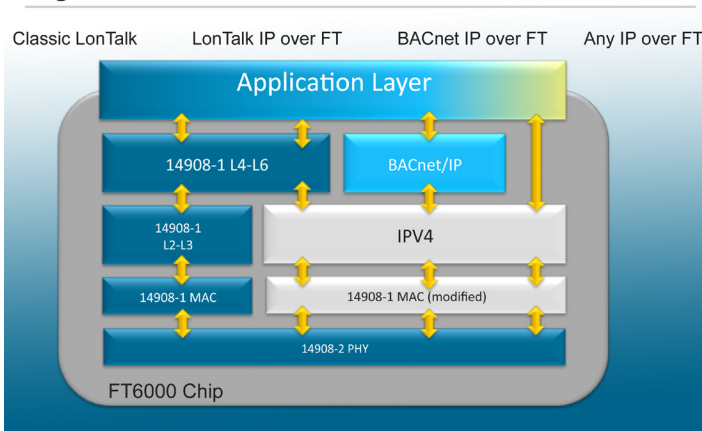 Classic LonTalk LonTalk IP over FT BACnet IP over FT Any IP over FT
Application Layer
14908-1 L4-L6 BACnet/IP
14908-1
L2-L3
IPV4
14908-1 MAC 14908-1 MAC (modified)
14908-2 PHY
FT6000 Chip